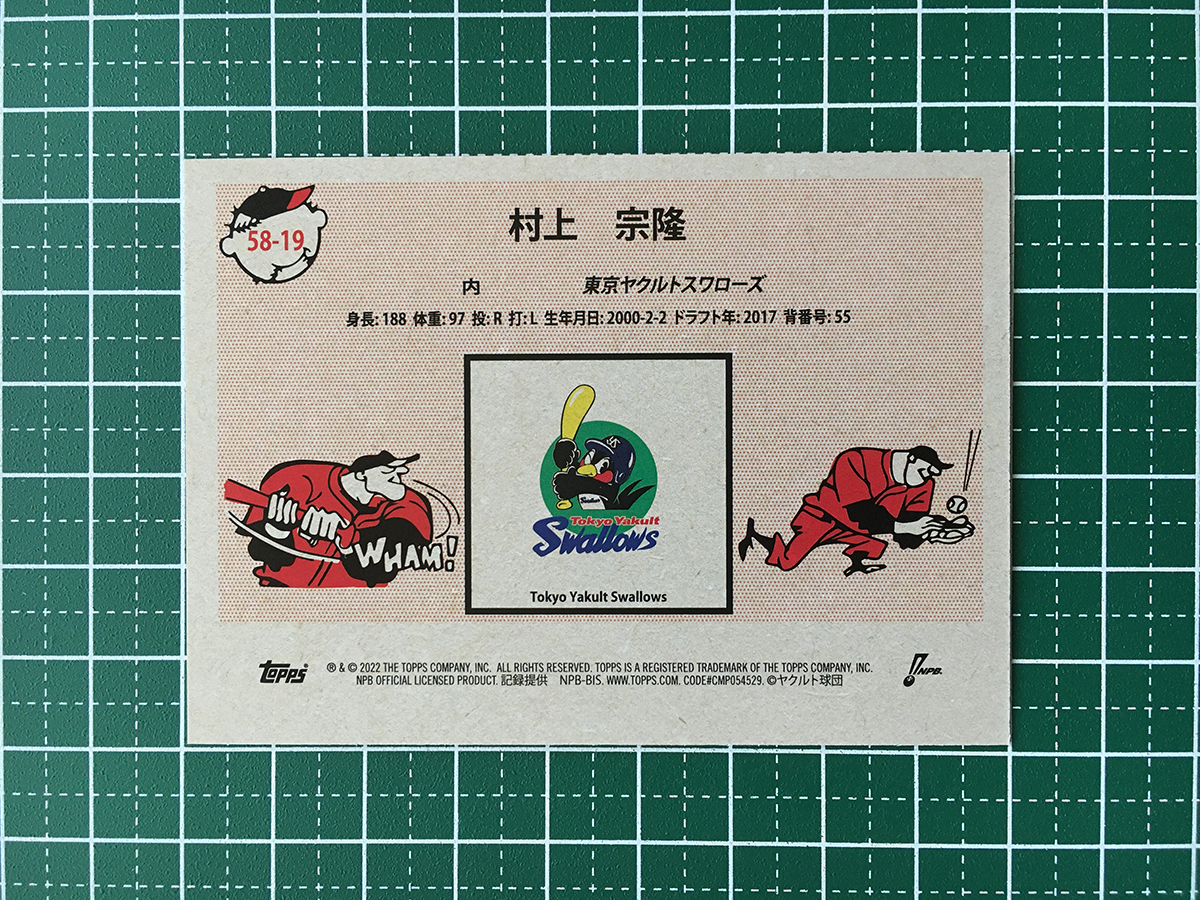 58-19
村上 宗隆
内 東京ヤクルトスワローズ
身長: 188 体重: 97 投: R 打: L 生年月日: 2000-2-2 ドラフト年: 2017 背番号: 55
WHAM!
Tokyo Yakult
Swallows
Tokyo Yakult Swallows
TOPPS
® & © 2022 THE TOPPS COMPANY, INC. ALL RIGHTS RESERVED. TOPPS IS A REGISTERED TRADEMARK OF THE TOPPS COMPANY, INC.
NPB OFFICIAL LICENSED PRODUCT. 記録提供 NPB-BIS. WWW.TOPPS.COM. CODE#CMP054529. ©ヤクルト球団
NPB.